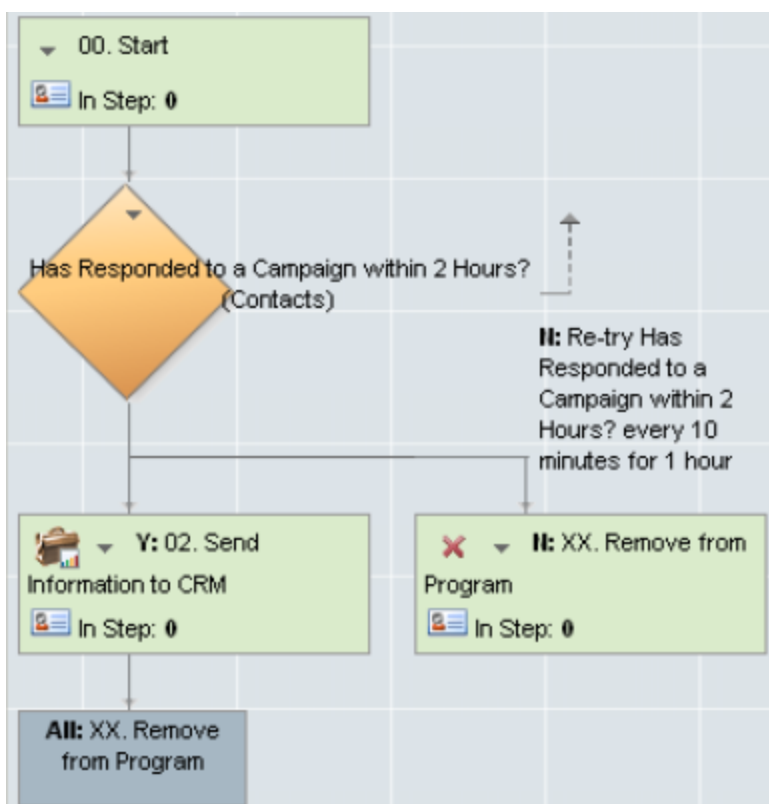 00. Start
In Step: 0
Has Responded to a Campaign within 2 Hours?
(Contacts)
N: Re-try Has
Responded to a
Campaign within 2
Hours? every 10
minutes for 1 hour
Y: 02. Send
Information to CRM
In Step: 0
N: XX. Remove from
Program
In Step: 0
All: XX. Remove
from Program